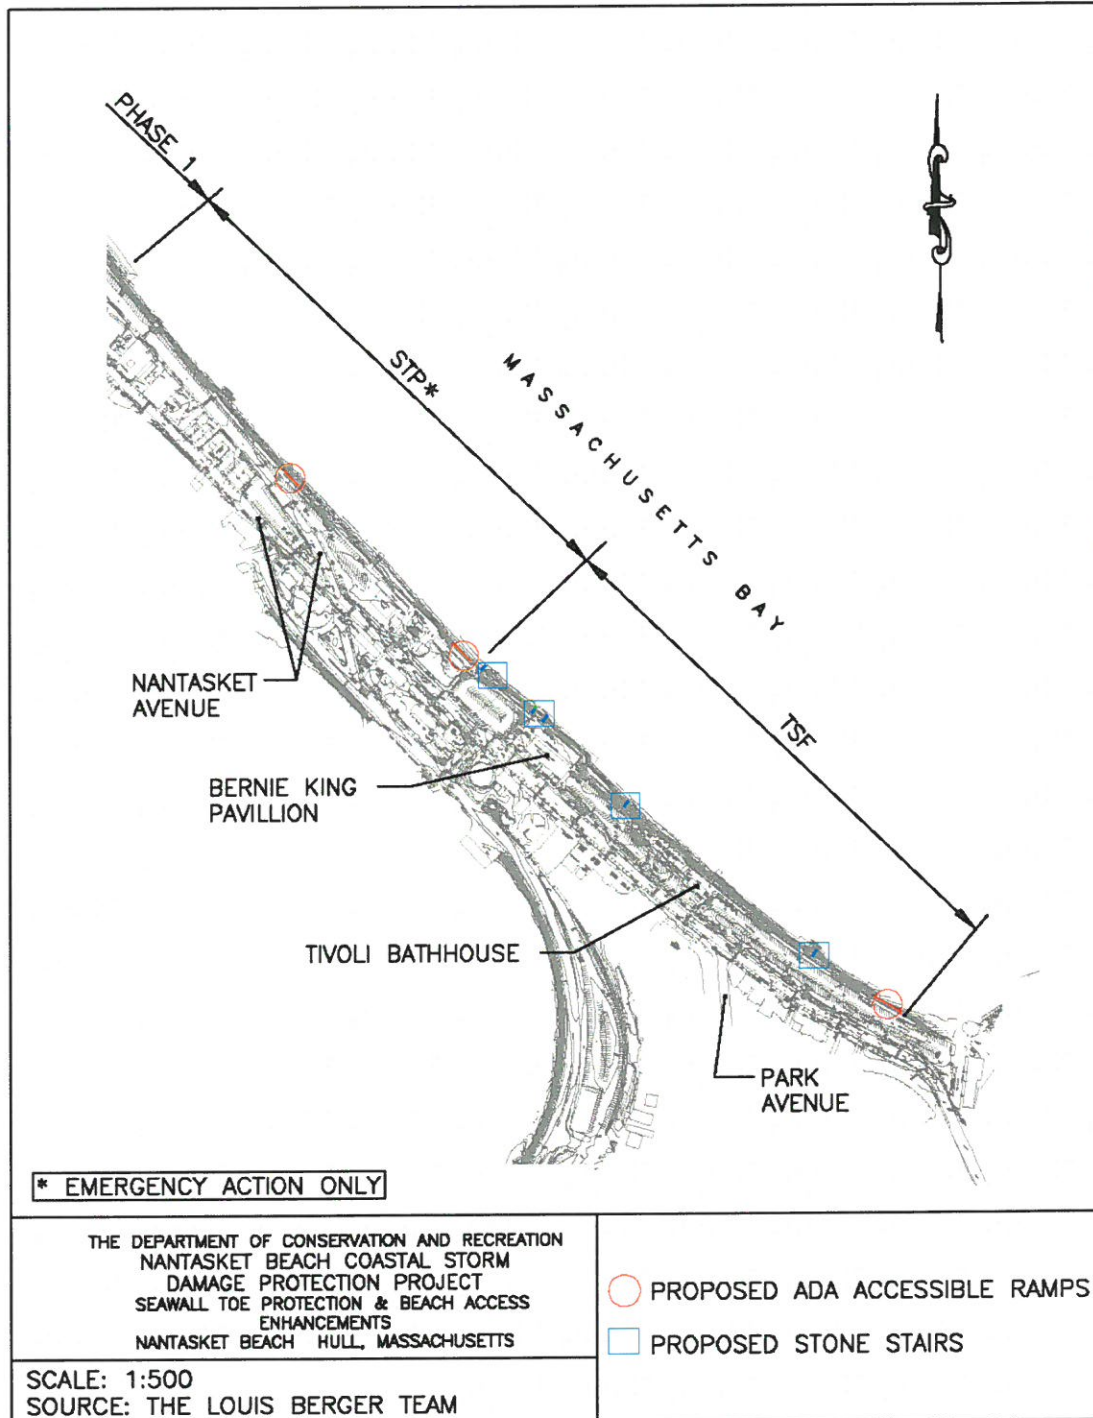 PHASE 1
STP*
MASSACHUSETTS BAY
TSF
NANTASKET
AVENUE
BERNIE KING
PAVILLION
TIVOLI BATHHOUSE
PARK
AVENUE
* EMERGENCY ACTION ONLY
THE DEPARTMENT OF CONSERVATION AND RECREATION
NANTASKET BEACH COASTAL STORM
DAMAGE PROTECTION PROJECT
SEAWALL TOE PROTECTION & BEACH ACCESS
ENHANCEMENTS
NANTASKET BEACH HULL, MASSACHUSETTS
SCALE: 1:500
SOURCE: THE LOUIS BERGER TEAM
PROPOSED ADA ACCESSIBLE RAMPS
PROPOSED STONE STAIRS